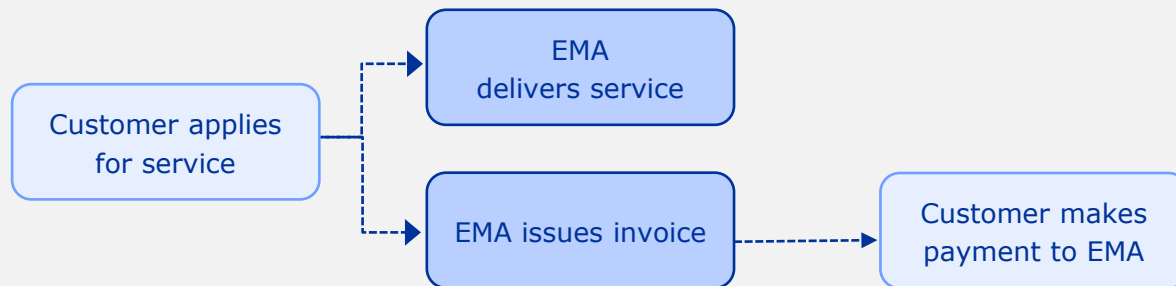 Customer applies
for service
EMA
delivers service
EMA issues invoice
Customer makes
payment to EMA